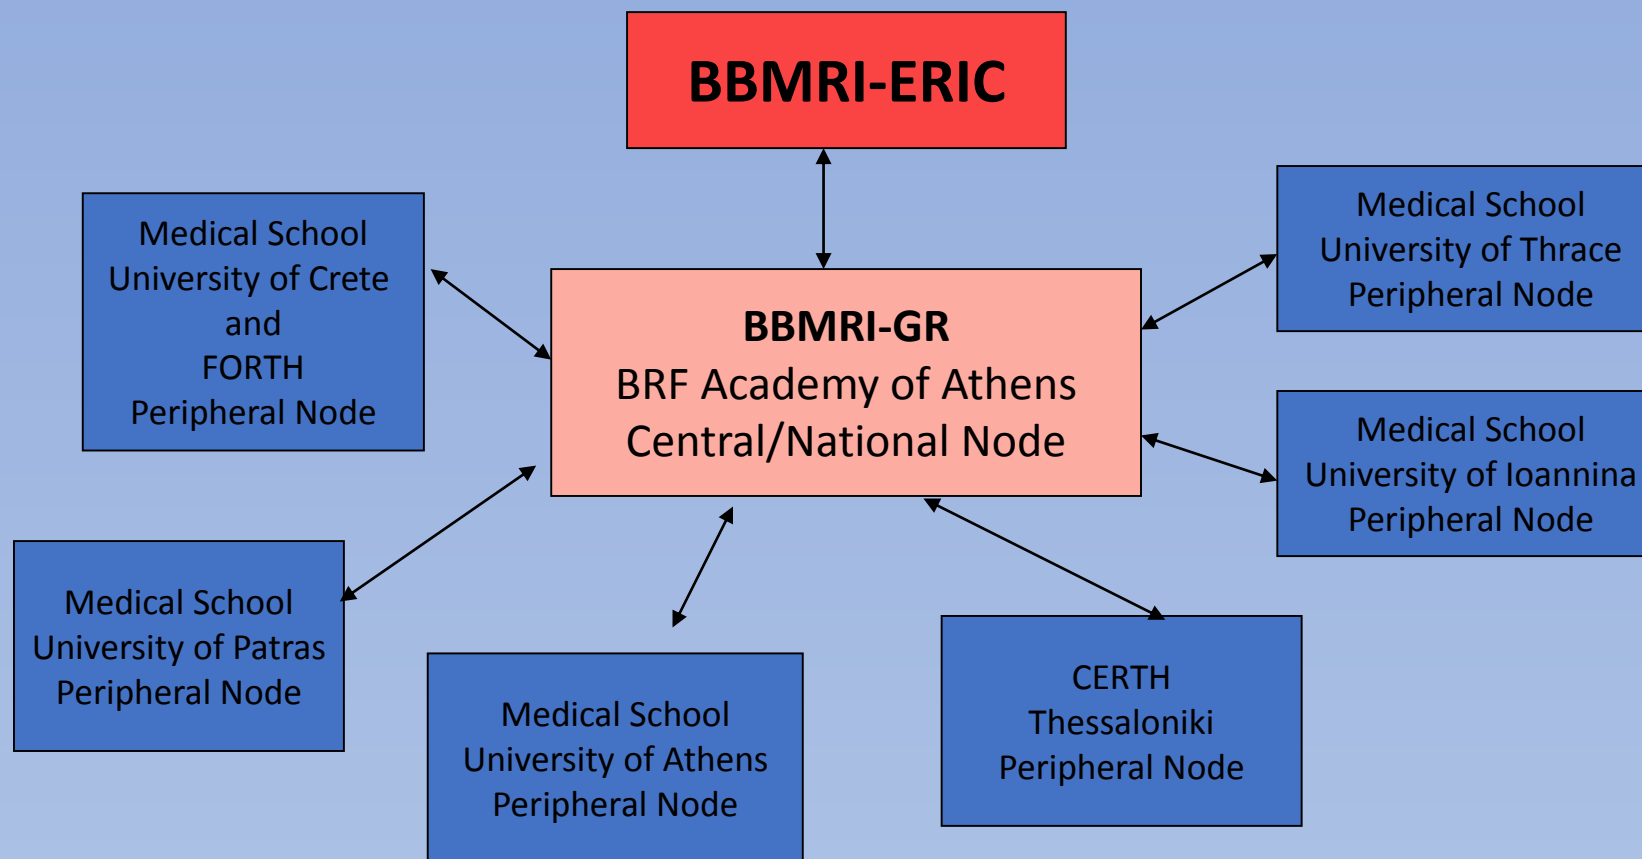 BBMRI-ERIC
Medical School
University of Crete
and
FORTH
Peripheral Node
BBMRI-GR
BRF Academy of Athens
Central/National Node
Medical School
University of Thrace
Peripheral Node
Medical School
University of Ioannina
Peripheral Node
Medical School
University of Patras
Peripheral Node
Medical School
University of Athens
Peripheral Node
CERTH
Thessaloniki
Peripheral Node